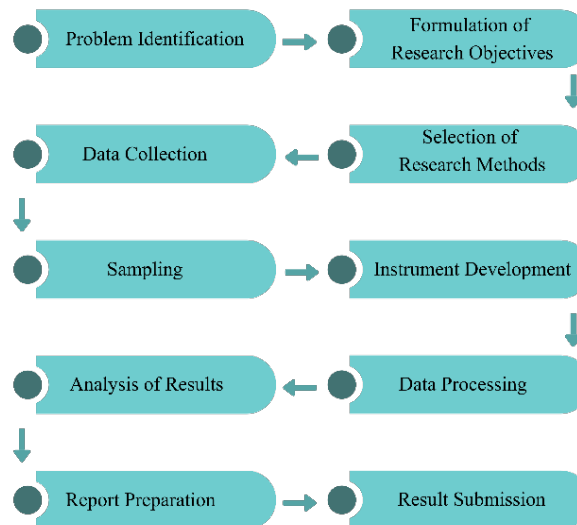 Problem Identification
Formulation of
Research Objectives
Selection of
Research Methods
Data Collection
Sampling
Instrument Development
Data Processing
Analysis of Results
Report Preparation
Result Submission